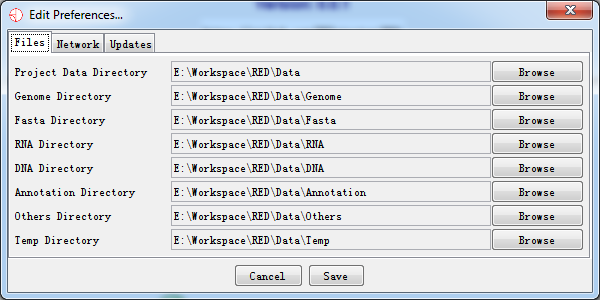 Edit Preferences...
Files Network Updates
Project Data Directory E:\Workspace\RED\Data Browse
Genome Directory E:\Workspace\RED\Data\Genome Browse
Fasta Directory E:\Workspace\RED\Data\Fasta Browse
RNA Directory E:\Workspace\RED\Data\RNA Browse
DNA Directory E:\Workspace\RED\Data\DNA Browse
Annotation Directory E:\Workspace\RED\Data\Annotation Browse
Others Directory E:\Workspace\RED\Data\Others Browse
Temp Directory E:\Workspace\RED\Data\Temp Browse
Cancel Save